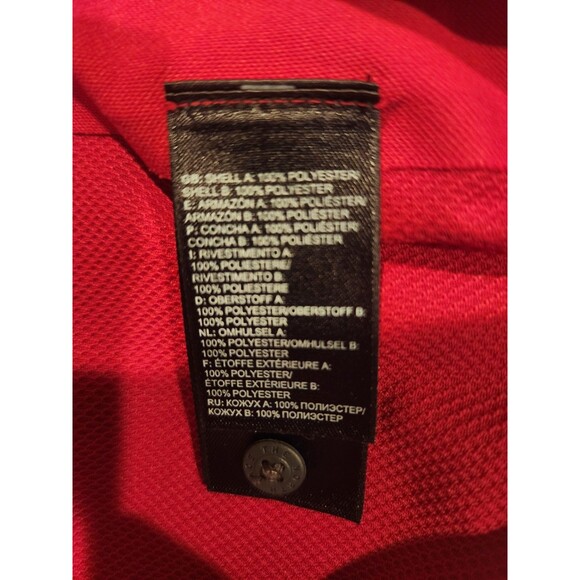 GB: SHELL A: 100% POLYESTER/
SHELL B: 100% POLYESTER
E: ARMAZÓN A: 100% POLIÉSTER/
ARMAZÓN B: 100% POLIÉSTER
P: CONCHA A: 100% POLIÉSTER/
CONCHA B: 100% POLIÉSTER
I: RIVESTIMENTO A:
100% POLIESTERE/
RIVESTIMENTO B:
100% POLIESTERE
D: OBERSTOFF A:
100% POLYESTER/OBERSTOFF B:
100% POLYESTER
NL: OMHULSEL A:
100% POLYESTER/OMHULSEL B:
100% POLYESTER
F: ÉTOFFE EXTÉRIEURE A:
100% POLYESTER/
ÉTOFFE EXTÉRIEURE B:
100% POLYESTER
RU: КОЖУХ A: 100% ПОЛИЭСТЕР/
КОЖУХ B: 100% ПОЛИЭСТЕР
THE